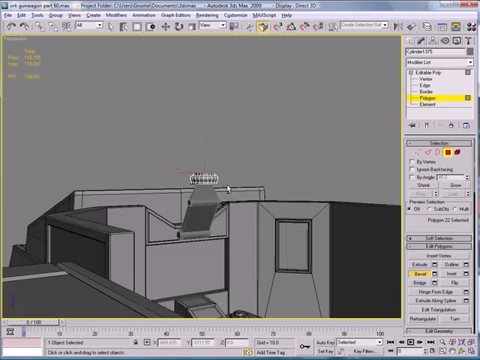 ork gunwagon part 60.max - Project Folder: C:\Users\Gnome\Documents\3dsmax - Autodesk 3ds Max 2009 - Display : Direct 3D
File Edit Tools Group Views Create Modifiers Animation Graph Editors Rendering Customize MAXScript Help
All
View
Create Selection Set
Perspective
Total
Polys:
Verts:
FPS:
Cylinder1375
Modifier List
Editable Poly
Vertex
Edge
Border
Polygon
Element
Selection
By Vertex
Ignore Backfacing
By Angle:
Shrink
Grow
Preview Selection
Off
SubObj
Multi
Polygon 22 Selected
Soft Selection
Edit Polygons
Insert Vertex
Extrude
Outline
Bevel
Inset
Bridge
Flip
Hinge From Edge
Extrude Along Spline
Edit Triangulation
Retriangulate
Turn
Edit Geometry
0 / 100
1 Object Selected
X:
Y:
Z:
Grid = 10.0
Click or click-and-drag to select objects
Add Time Tag
Auto Key
Selected
Set Key
Key Filters...